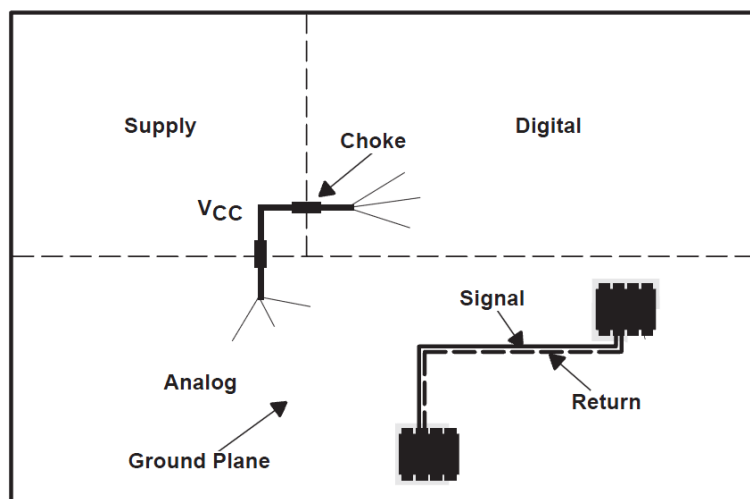 Supply
Digital
Choke
VCC
Signal
Analog
Return
Ground Plane